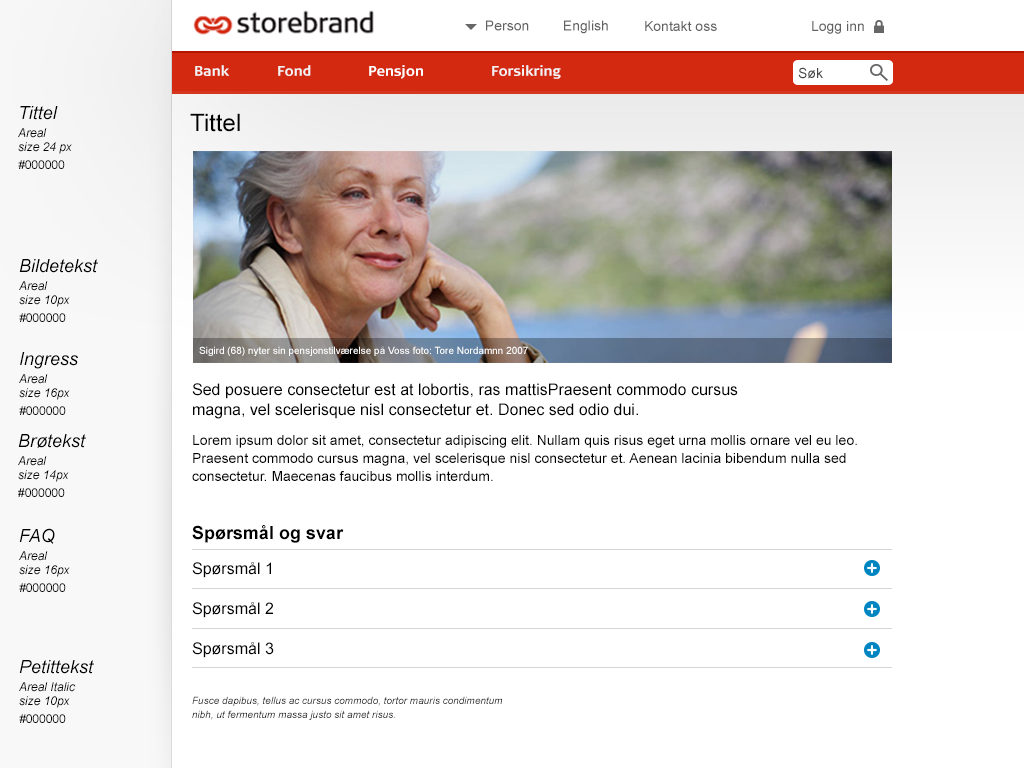 storebrand
Person English Kontakt oss Logg inn
Bank Fond Pensjon Forsikring Søk
Tittel
Areal
size 24 px
#000000
Bildetekst
Areal
size 10px
#000000
Ingress
Areal
size 16px
#000000
Brøtekst
Areal
size 14px
#000000
FAQ
Areal
size 16px
#000000
Petittekst
Areal Italic
size 10px
#000000
Tittel
Sigird (68) nyter sin pensjonstilværelse på Voss foto: Tore Nordamnn 2007
Sed posuere consectetur est at lobortis, ras mattisPraesent commodo cursus
magna, vel scelerisque nisl consectetur et. Donec sed odio dui.
Lorem ipsum dolor sit amet, consectetur adipiscing elit. Nullam quis risus eget urna mollis ornare vel eu leo.
Praesent commodo cursus magna, vel scelerisque nisl consectetur et. Aenean lacinia bibendum nulla sed
consectetur. Maecenas faucibus mollis interdum.
Spørsmål og svar
Spørsmål 1
Spørsmål 2
Spørsmål 3
Fusce dapibus, tellus ac cursus commodo, tortor mauris condimentum
nibh, ut fermentum massa justo sit amet risus.